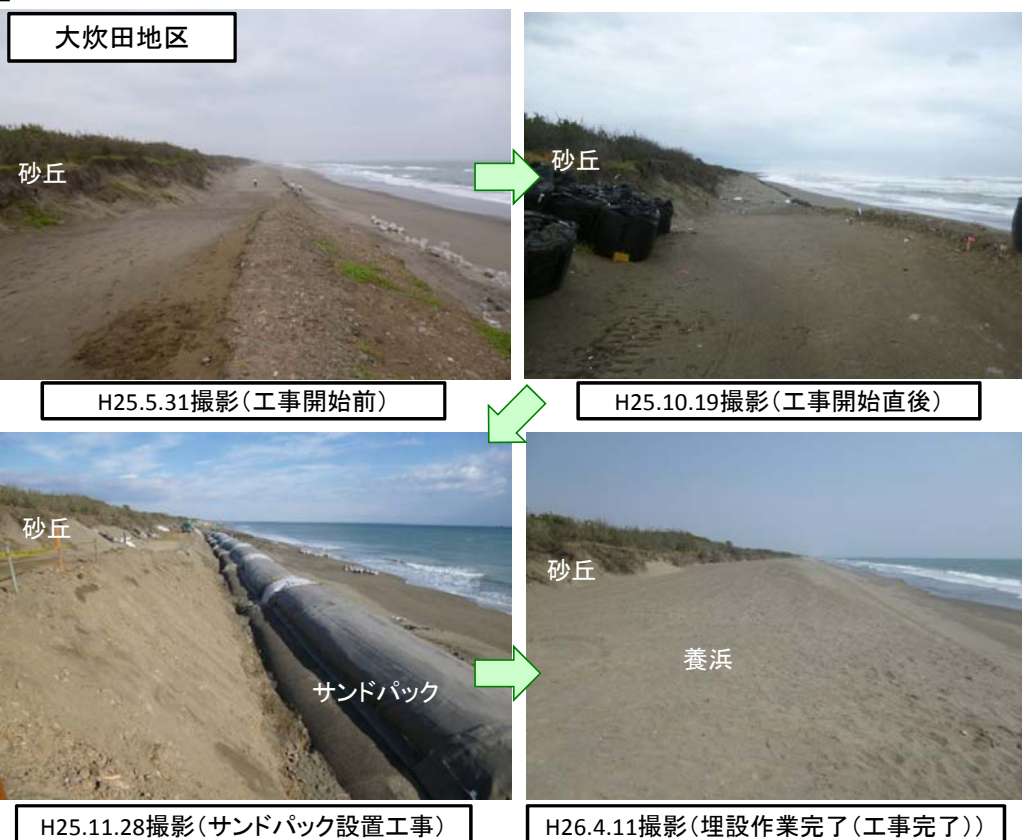 大炊田地区
砂丘
砂丘
H25.5.31撮影(工事開始前)
H25.10.19撮影(工事開始直後)
砂丘
サンドパック
砂丘
養浜
H25.11.28撮影(サンドパック設置工事)
H26.4.11撮影(埋設作業完了(工事完了))